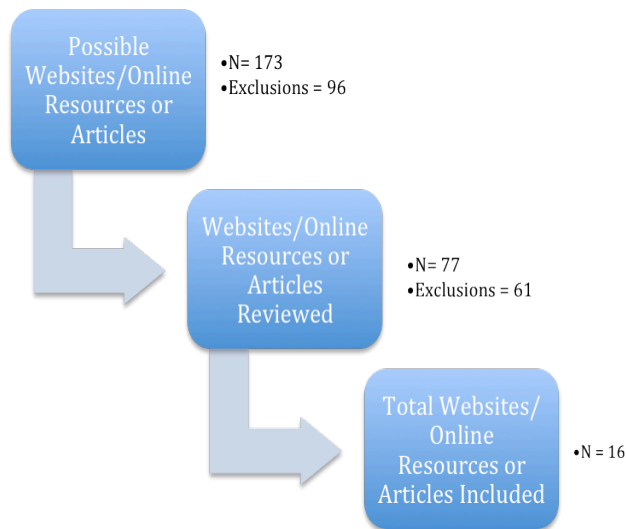 Possible
Websites/Online
Resources or
Articles
•N= 173
•Exclusions = 96
Websites/Online
Resources or
Articles
Reviewed
•N= 77
•Exclusions = 61
Total Websites/
Online
Resources or
Articles Included
•N = 16